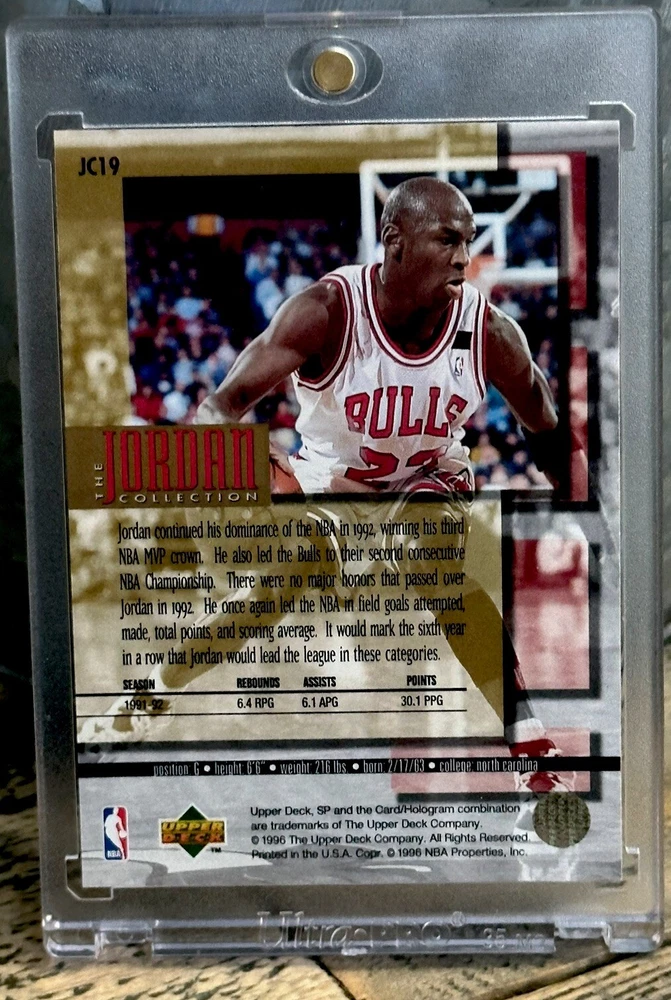 JC19
BULLS
THE
JORDAN
COLLECTION
Jordan continued his dominance of the NBA in 1992, winning his third
NBA MVP crown. He also led the Bulls to their second consecutive
NBA Championship. There were no major honors that passed over
Jordan in 1992. He once again led the NBA in field goals attempted,
made, total points, and scoring average. It would mark the sixth year
in a row that Jordan would lead the league in these categories.
SEASON REBOUNDS ASSISTS POINTS
1991-92 6.4 RPG 6.1 APG 30.1 PPG
position: G • height: 6'6" • weight: 216 lbs • born: 2/17/63 • college: north carolina
NBA
UPPER
DECK
TM
Upper Deck, SP and the Card/Hologram combination
are trademarks of The Upper Deck Company.
© 1996 The Upper Deck Company. All Rights Reserved.
Printed in the U.S.A. Copr. © 1996 NBA Properties, Inc.
Ultra PRO®